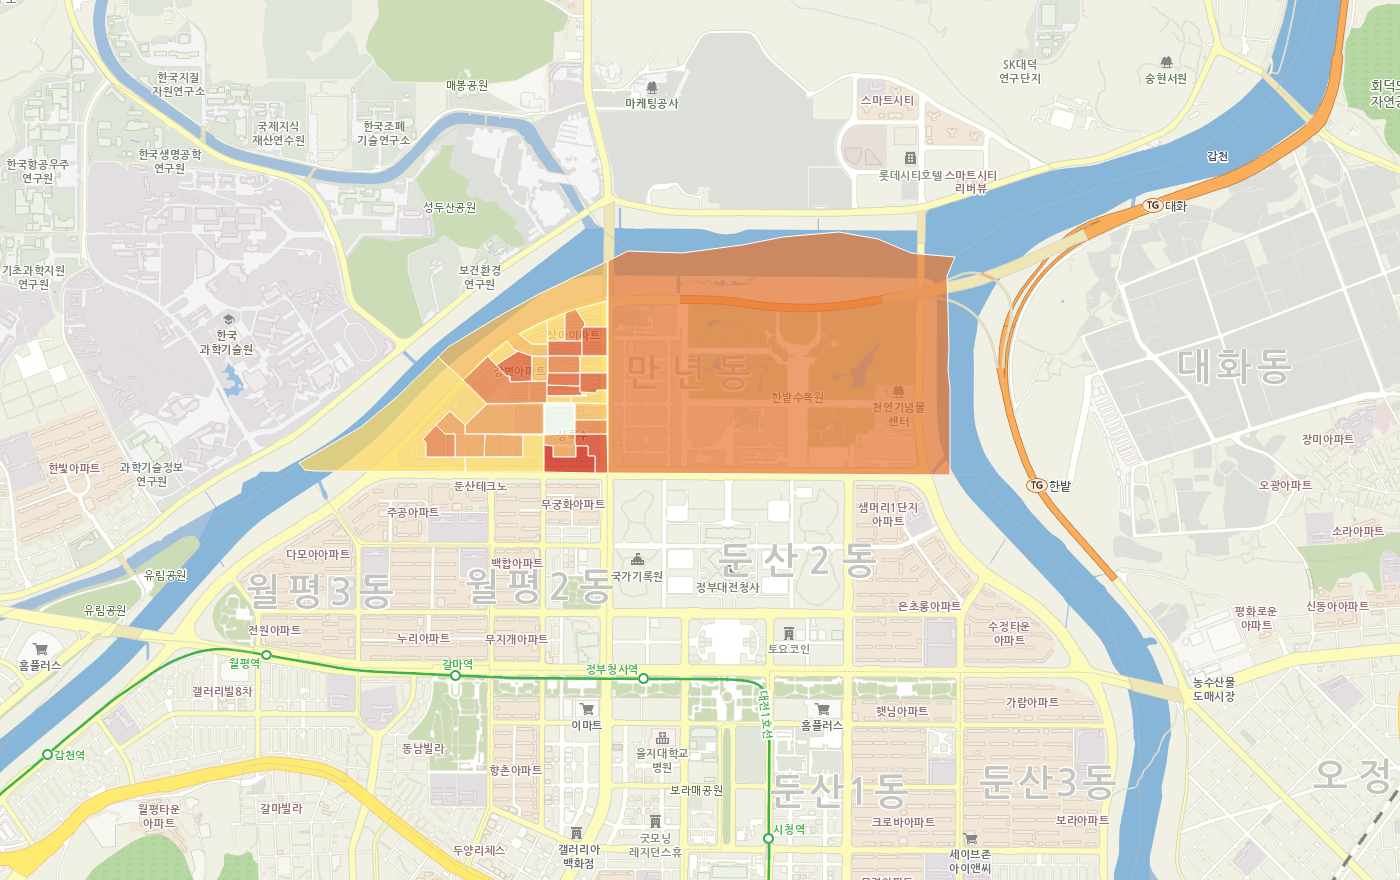 한국지질
자원연구소
매봉공원
마케팅공사
SK대덕
연구단지
숭현서원
스마트시티
국제지식
재산연수원
한국조폐
기술연구소
한국항공우주
연구원
한국생명공학
연구원
갑천
롯데시티호텔
스마트시티
리버뷰
성두산공원
TG 대화
기초과학지원
연구원
보건환경
연구원
한국
과학기술원
삿아아파트
강변아파트
만년동
대화동
한밭수목원
천연기념물
센터
장미아파트
한빛아파트
과학기술정보
연구원
TG 한밭
오광아파트
둔산테크노
주공아파트
무궁화아파트
샘머리1단지
아파트
소라아파트
다모아아파트
백합아파트
둔산2동
유림공원
월평3동
월평2동
국가기록원
정부대전청사
유림공원
은초롱아파트
평화로운
아파트
신동아아파트
전원아파트
누리아파트
무지개아파트
수정타운
아파트
홈플러스
월평역
갈마역
정부청사역
토요코인
갤러리빌8차
대전1호선
농수산물
도매시장
이마트
홈플러스
햇님아파트
가람아파트
갑천역
동남빌라
을지대학교
병원
향촌아파트
보라매공원
둔산1동
둔산3동
오정
월평타운
아파트
갈마빌라
시청역
크로바아파트
보라아파트
굿모닝
레지던스휴
갤러리아
백화점
두양리체스
세이브존
아이앤씨